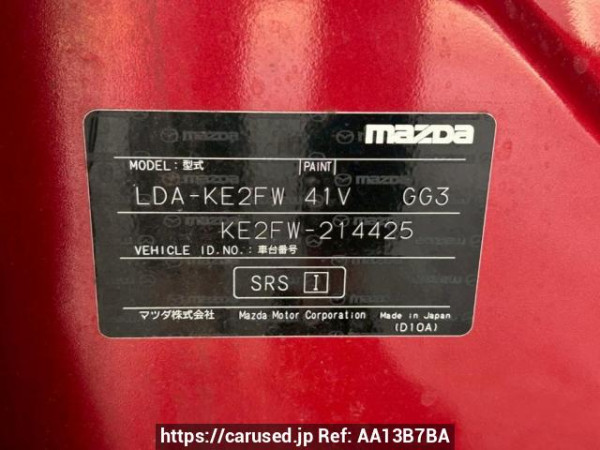 mazda
MODEL: 型式 PAINT
LDA-KE2FW 41V GG3
KE2FW-214425
VEHICLE ID.NO.: 車台番号
SRS I
マツダ株式会社 Mazda Motor Corporation Made in Japan
(D10A)
https://carused.jp Ref: AA13B7BA